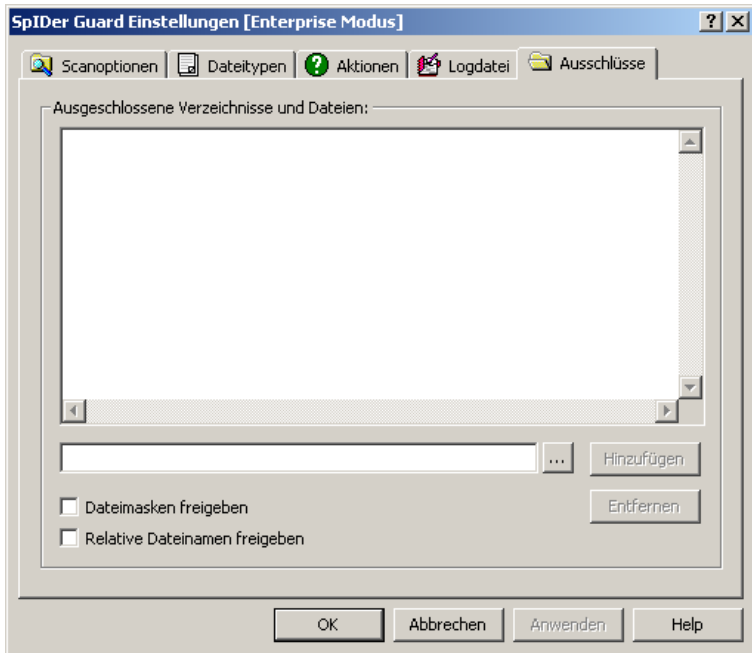 SpIDer Guard Einstellungen [Enterprise Modus]
Scanoptionen Dateitypen Aktionen Logdatei Ausschlüsse
Ausgeschlossene Verzeichnisse und Dateien:
... Hinzufügen
Dateimasken freigeben Entfernen
Relative Dateinamen freigeben
OK Abbrechen Anwenden Help